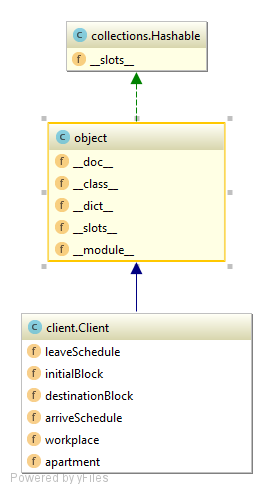 C collections.Hashable
f __slots__
C object
f __doc__
f __class__
f __dict__
f __slots__
f __module__
C client.Client
f leaveSchedule
f initialBlock
f destinationBlock
f arriveSchedule
f workplace
f apartment
Powered by yFiles